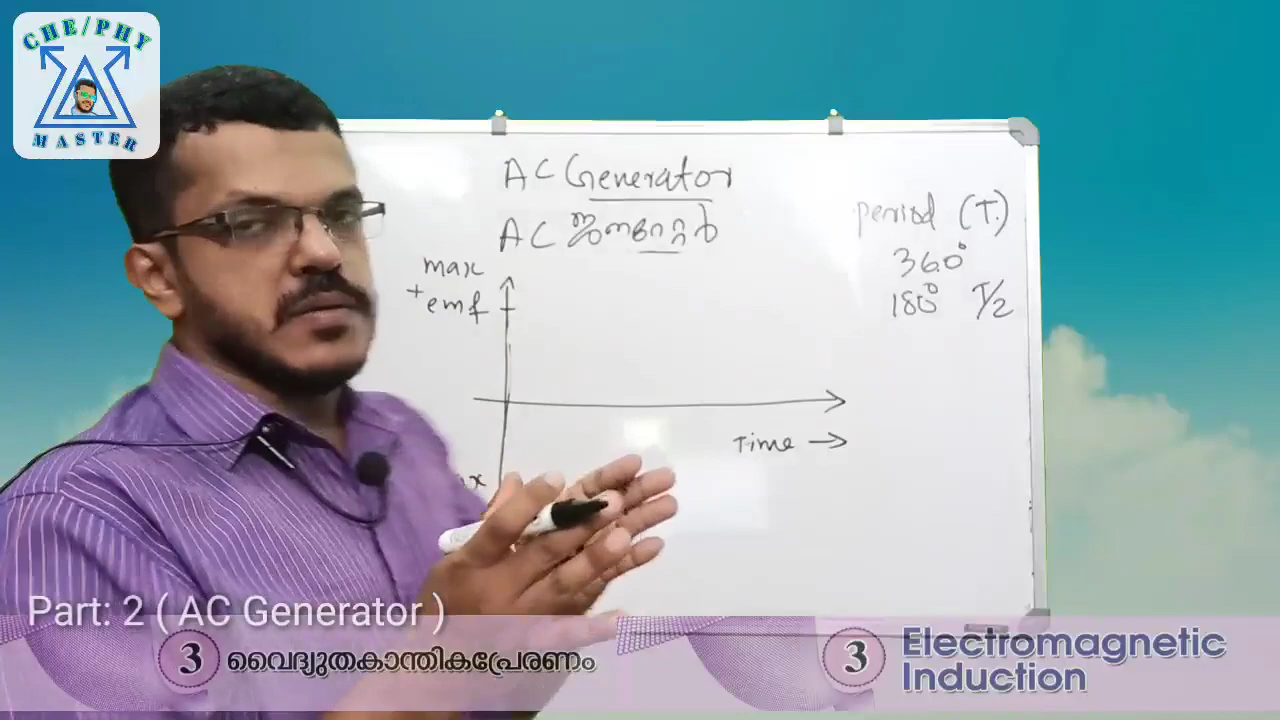 CHE/PHY
MASTER
AC Generator
AC ജനറേറ്റർ
max
+emf
period (T)
360°
180° T/2
Time →
Part: 2 ( AC Generator )
3 വൈദ്യുതകാന്തികപ്രേരണം
3 Electromagnetic
Induction